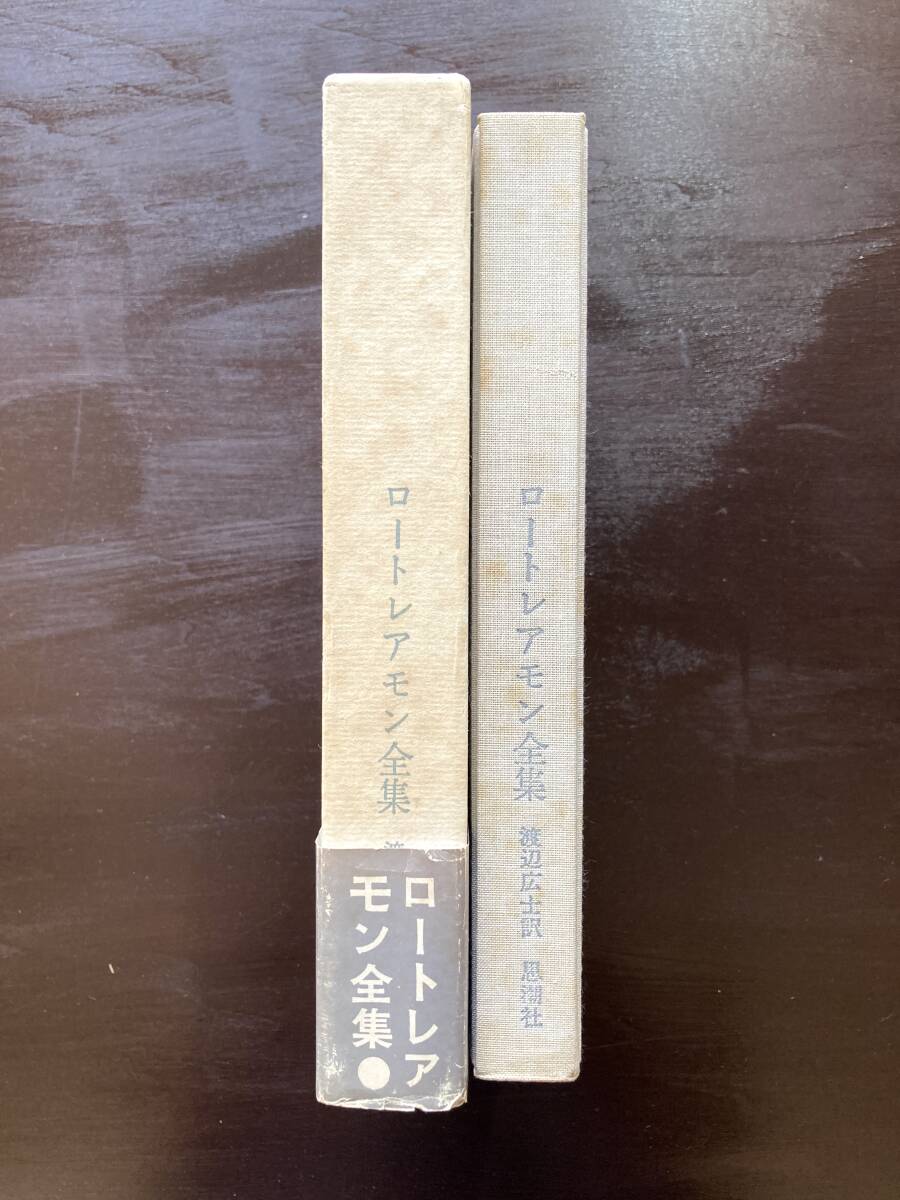 ロートレアモン全集
渡
ロートレア
モン全集●
ロートレアモン全集 渡辺広士訳 思潮社